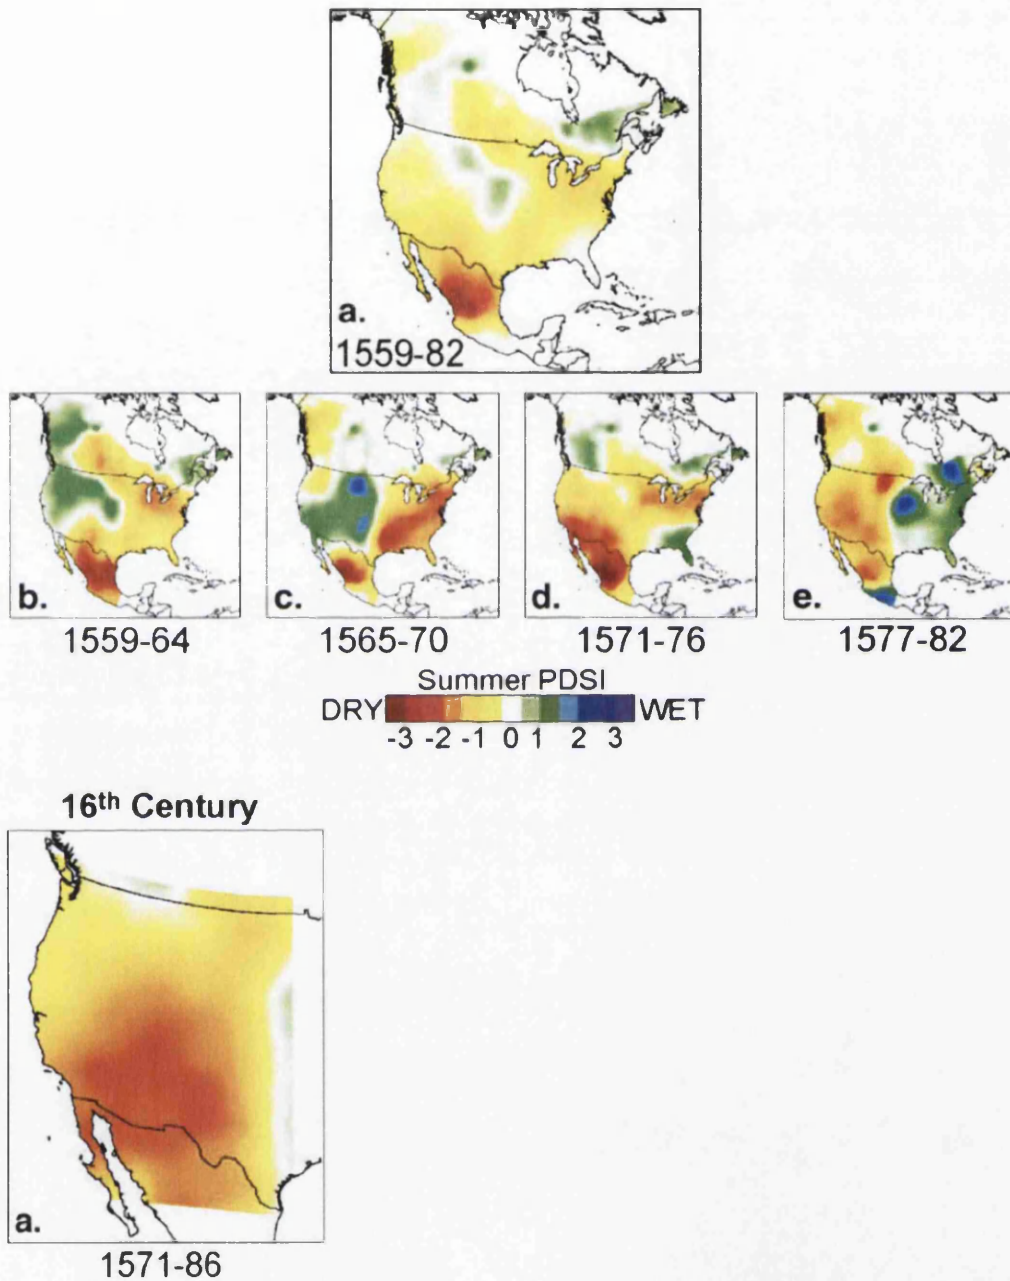 a.
1559-82
b.
c.
d.
e.
1559-64
1565-70
1571-76
1577-82
Summer PDSI
DRY WET
-3 -2 -1 0 1 2 3
16th Century
a.
1571-86